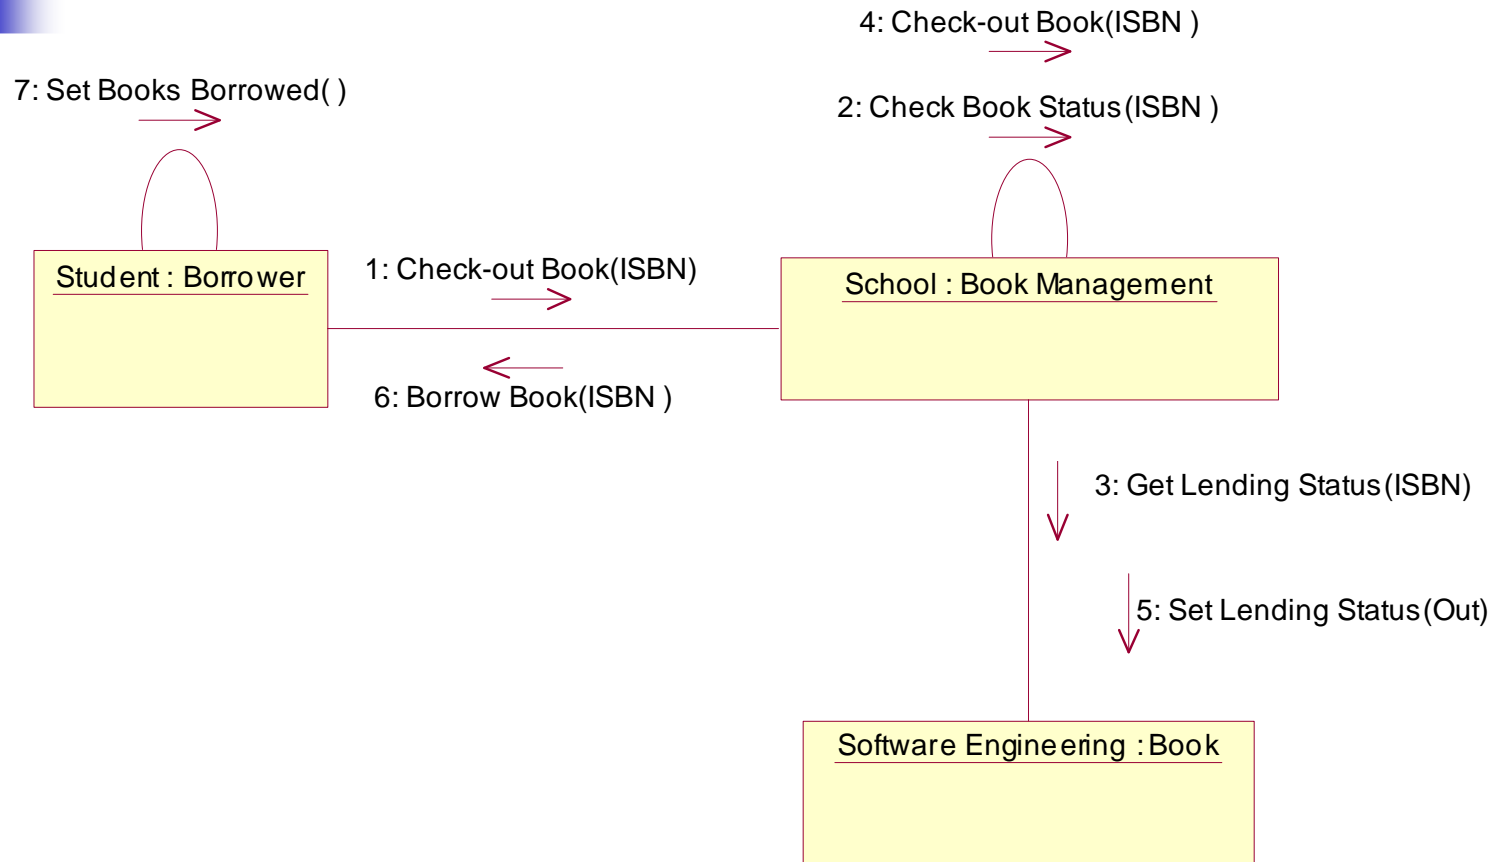 4: Check-out Book(ISBN )
7: Set Books Borrowed( )
2: Check Book Status(ISBN )
Student : Borrower
1: Check-out Book(ISBN)
School : Book Management
6: Borrow Book(ISBN )
3: Get Lending Status(ISBN)
5: Set Lending Status(Out)
Software Engineering : Book